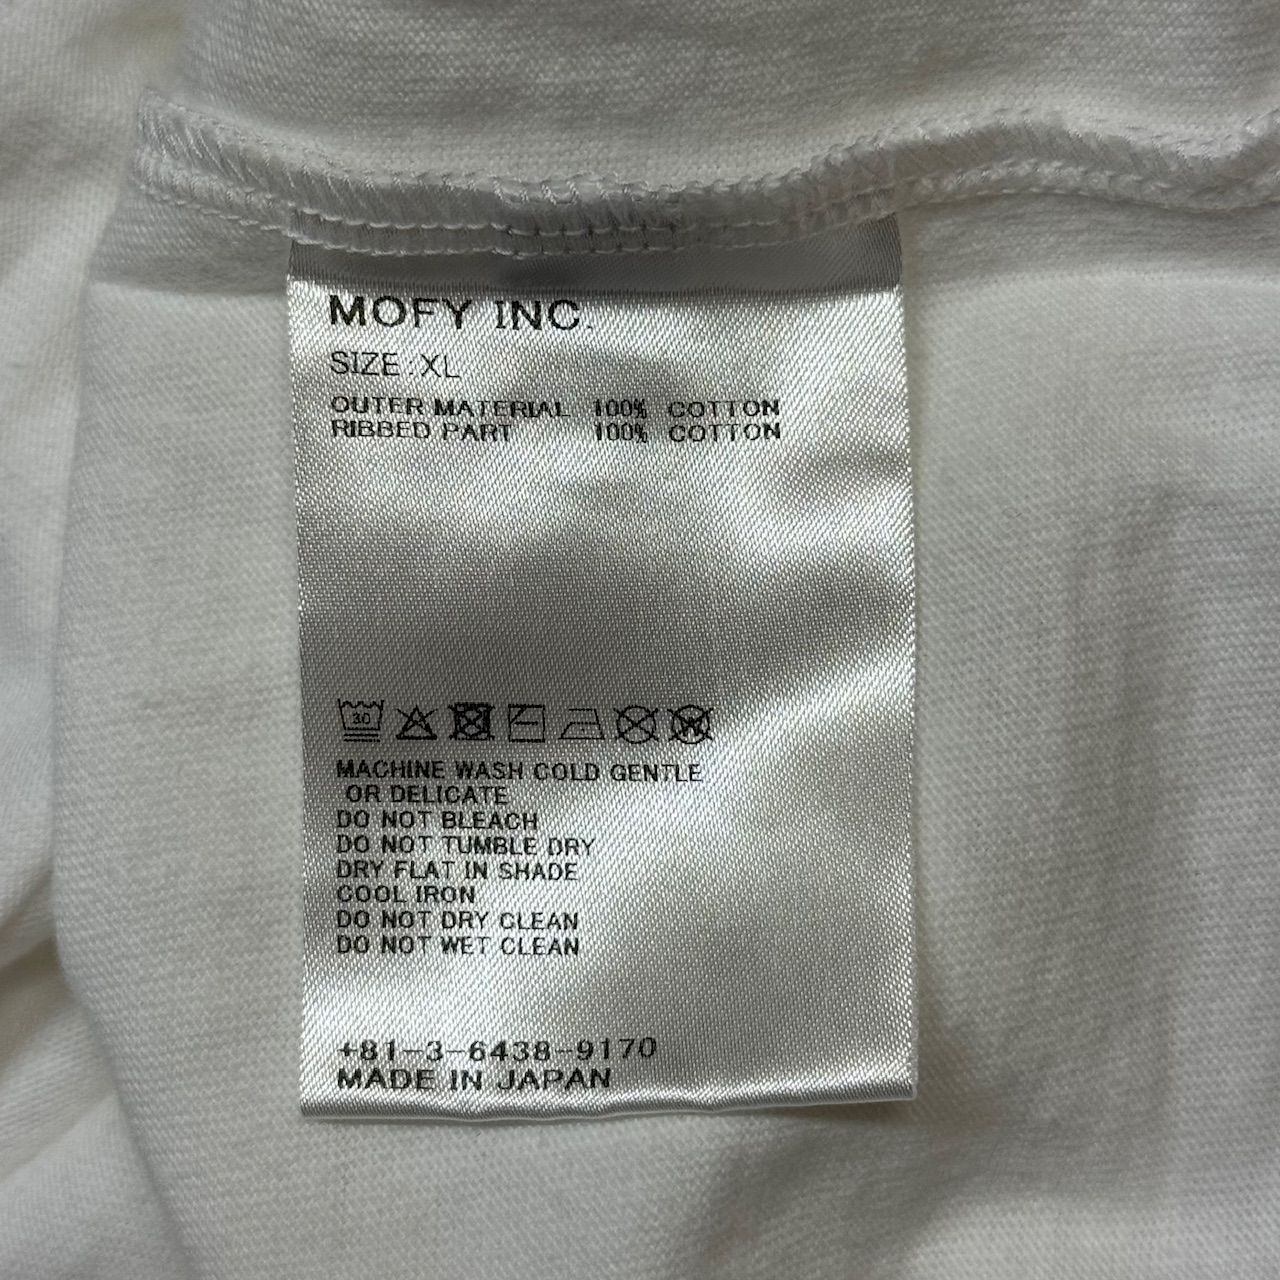 MOFY INC.
SIZE:XL
OUTER MATERIAL 100% COTTON
RIBBED PART 100% COTTON
30
W
MACHINE WASH COLD GENTLE
OR DELICATE
DO NOT BLEACH
DO NOT TUMBLE DRY
DRY FLAT IN SHADE
COOL IRON
DO NOT DRY CLEAN
DO NOT WET CLEAN
+81-3-6438-9170
MADE IN JAPAN